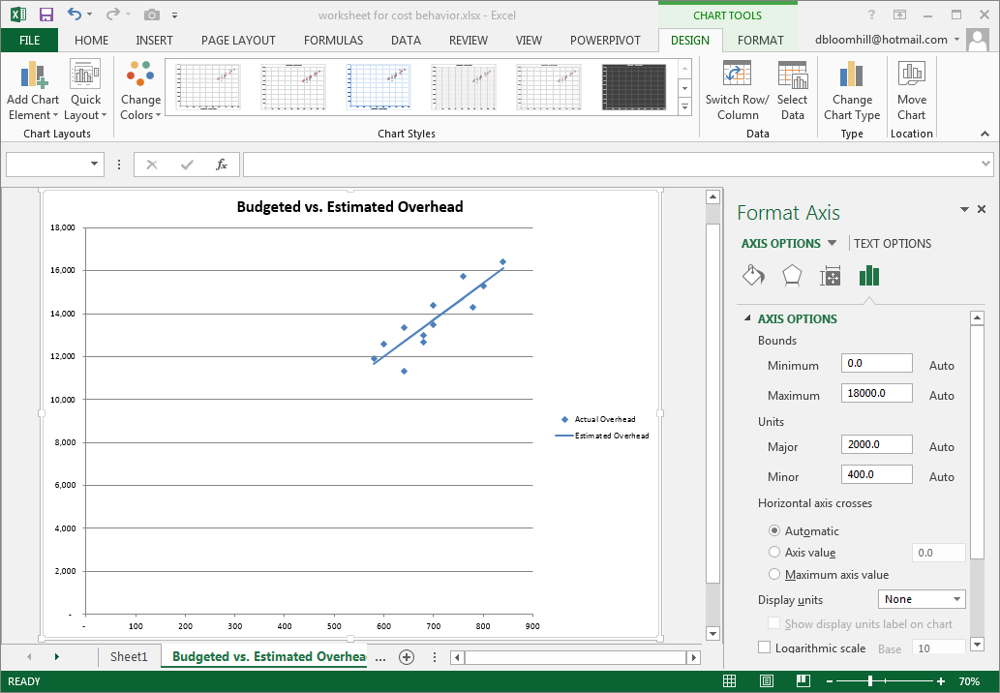 worksheet for cost behavior.xlsx - Excel
CHART TOOLS
?
FILE HOME INSERT PAGE LAYOUT FORMULAS DATA REVIEW VIEW POWERPIVOT DESIGN FORMAT dbloomhill@hotmail.com
Add Chart Element
Quick Layout
Change Colors
Switch Row/ Column
Select Data
Change Chart Type
Move Chart
Chart Layouts
Chart Styles
Data
Type
Location
fx
Budgeted vs. Estimated Overhead
18,000
16,000
14,000
12,000
10,000
8,000
6,000
4,000
2,000
-
- 100 200 300 400 500 600 700 800 900
Actual Overhead
Estimated Overhead
Format Axis
AXIS OPTIONS TEXT OPTIONS
AXIS OPTIONS
Bounds
Minimum 0.0 Auto
Maximum 18000.0 Auto
Units
Major 2000.0 Auto
Minor 400.0 Auto
Horizontal axis crosses
Automatic
Axis value 0.0
Maximum axis value
Display units None
Show display units label on chart
Logarithmic scale Base 10
Sheet1 Budgeted vs. Estimated Overhea ...
READY
70%